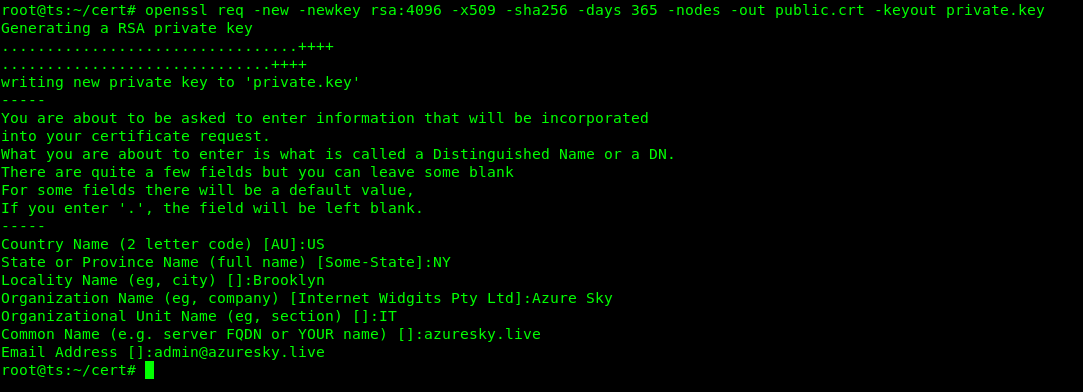 root@ts:~/cert# openssl req -new -newkey rsa:4096 -x509 -sha256 -days 365 -nodes -out public.crt -keyout private.key
Generating a RSA private key
.................................++++
..............................++++
writing new private key to 'private.key'
-----
You are about to be asked to enter information that will be incorporated
into your certificate request.
What you are about to enter is what is called a Distinguished Name or a DN.
There are quite a few fields but you can leave some blank
For some fields there will be a default value,
If you enter '.', the field will be left blank.
-----
Country Name (2 letter code) [AU]:US
State or Province Name (full name) [Some-State]:NY
Locality Name (eg, city) []:Brooklyn
Organization Name (eg, company) [Internet Widgits Pty Ltd]:Azure Sky
Organizational Unit Name (eg, section) []:IT
Common Name (e.g. server FQDN or YOUR name) []:azuresky.live
Email Address []:admin@azuresky.live
root@ts:~/cert#